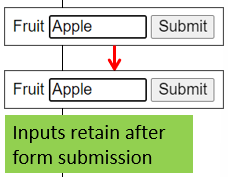 Fruit Apple Submit
Fruit Apple Submit
Inputs retain after
form submission